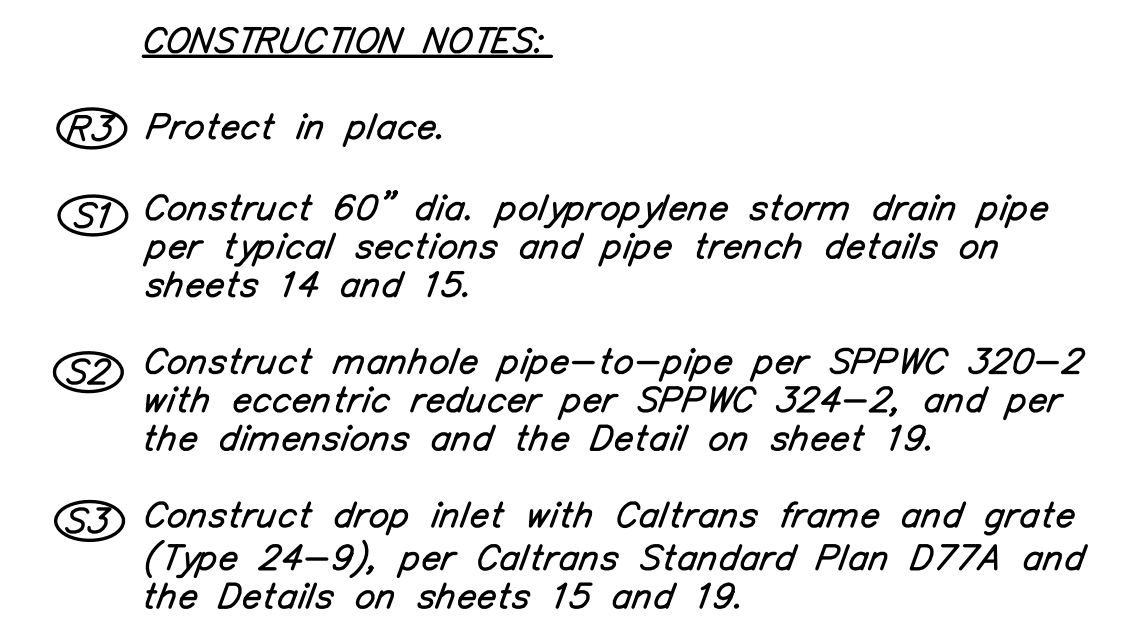 CONSTRUCTION NOTES:
R3 Protect in place.
S1 Construct 60" dia. polypropylene storm drain pipe
per typical sections and pipe trench details on
sheets 14 and 15.
S2 Construct manhole pipe-to-pipe per SPPWC 320-2
with eccentric reducer per SPPWC 324-2, and per
the dimensions and the Detail on sheet 19.
S3 Construct drop inlet with Caltrans frame and grate
(Type 24-9), per Caltrans Standard Plan D77A and
the Details on sheets 15 and 19.